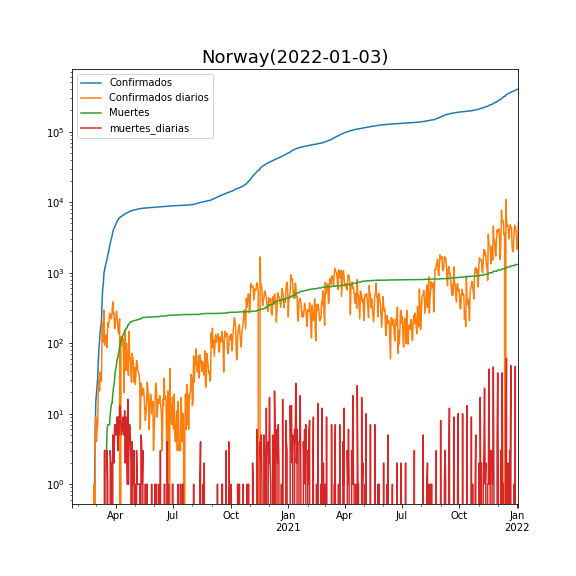 Norway(2022-01-03)
Confirmados
Confirmados diarios
Muertes
muertes_diarias
10⁵
10⁴
10³
10²
10¹
10⁰
Apr Jul Oct Jan Apr Jul Oct Jan
2021 2022